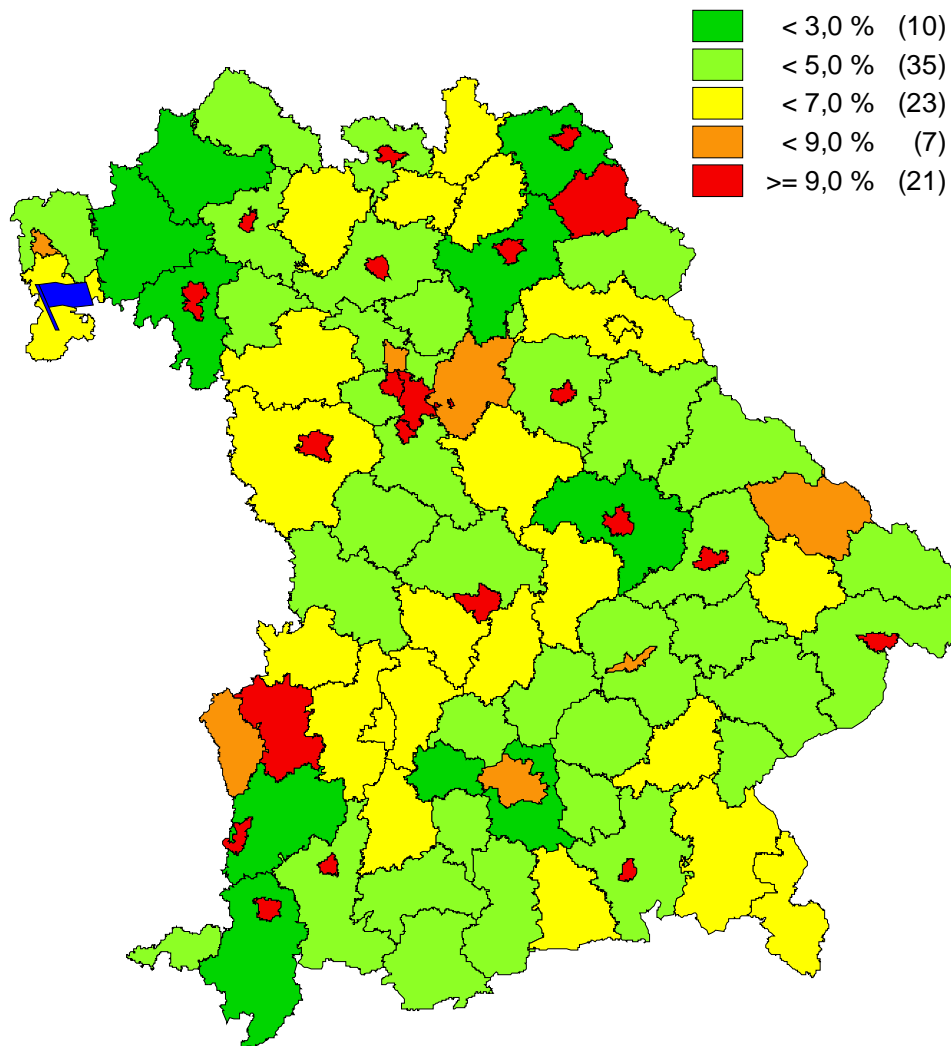 < 3,0 % (10)
< 5,0 % (35)
< 7,0 % (23)
< 9,0 % (7)
>= 9,0 % (21)